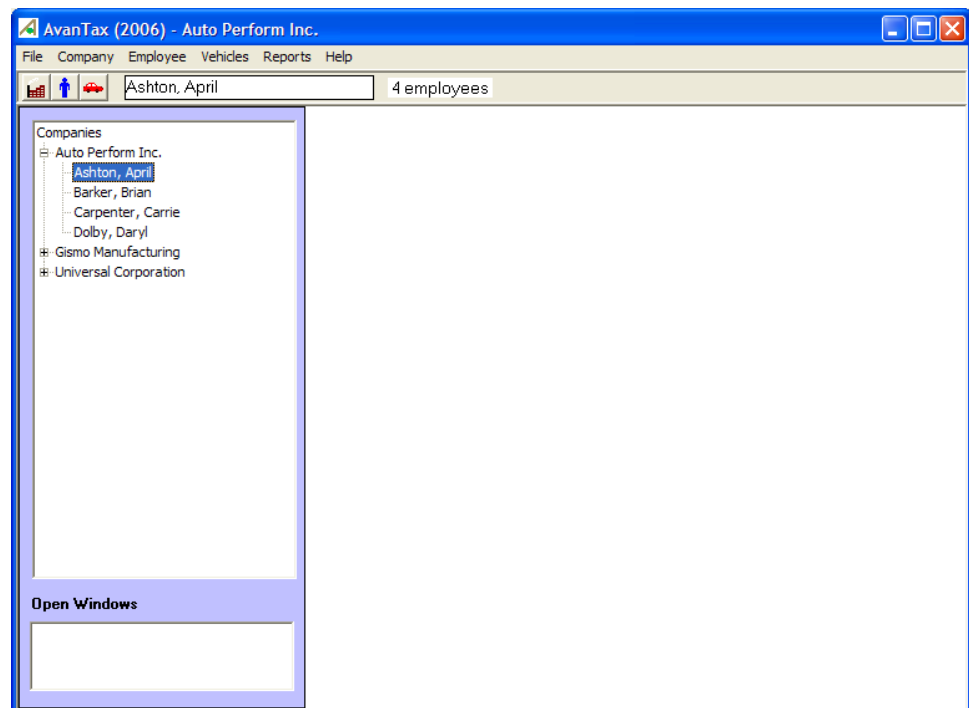 AvanTax (2006) - Auto Perform Inc.
File Company Employee Vehicles Reports Help
Ashton, April 4 employees
Companies
Auto Perform Inc.
Ashton, April
Barker, Brian
Carpenter, Carrie
Dolby, Daryl
Gismo Manufacturing
Universal Corporation
Open Windows